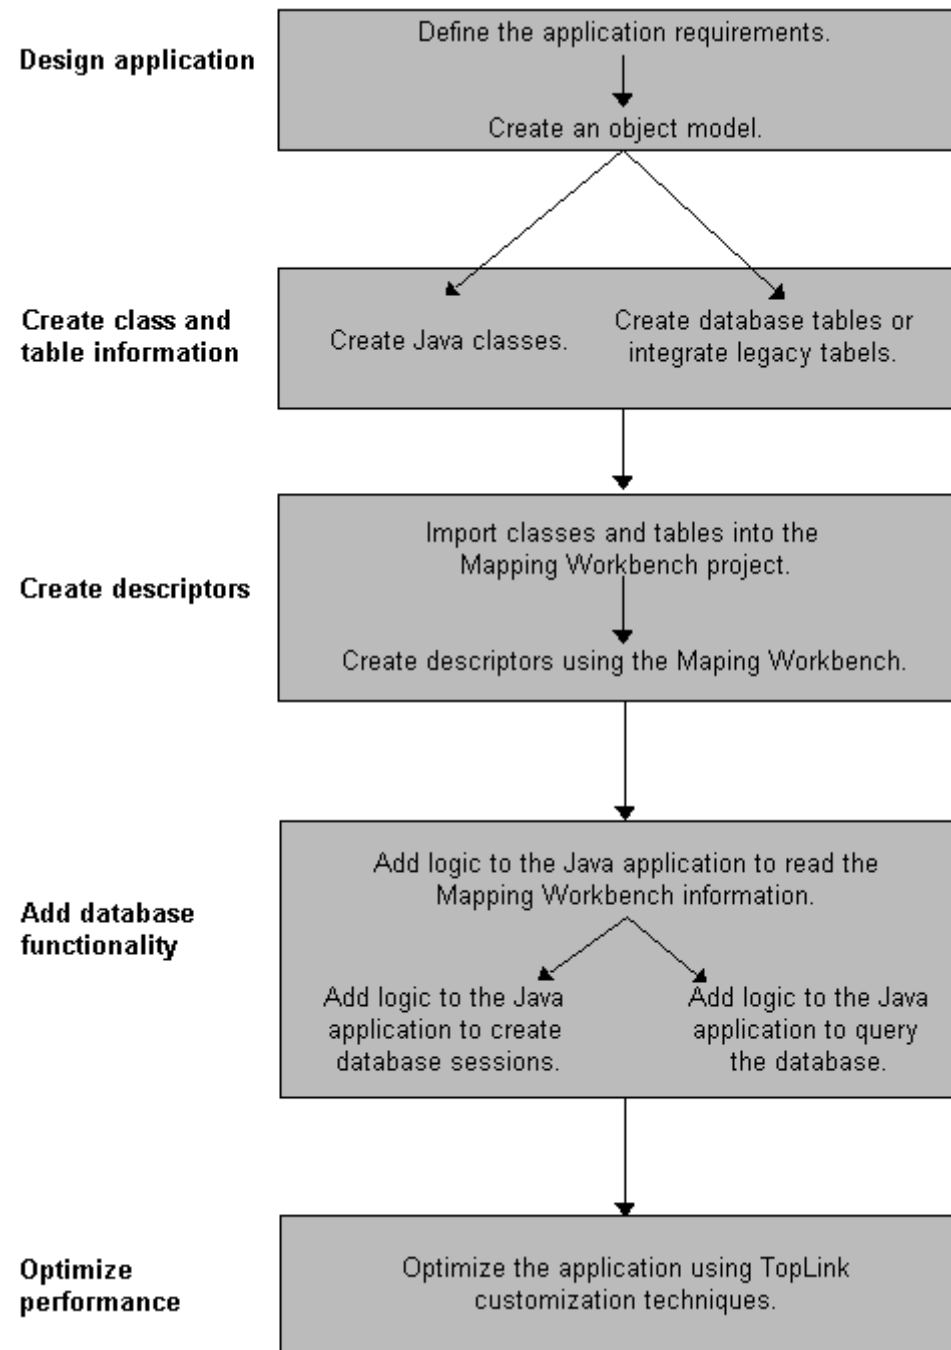 Design application
Define the application requirements.
Create an object model.
Create class and
table information
Create Java classes.
Create database tables or
integrate legacy tabels.
Create descriptors
Import classes and tables into the
Mapping Workbench project.
Create descriptors using the Maping Workbench.
Add database
functionality
Add logic to the Java application to read the
Mapping Workbench information.
Add logic to the Java
application to create
database sessions.
Add logic to the Java
application to query
the database.
Optimize
performance
Optimize the application using TopLink
customization techniques.